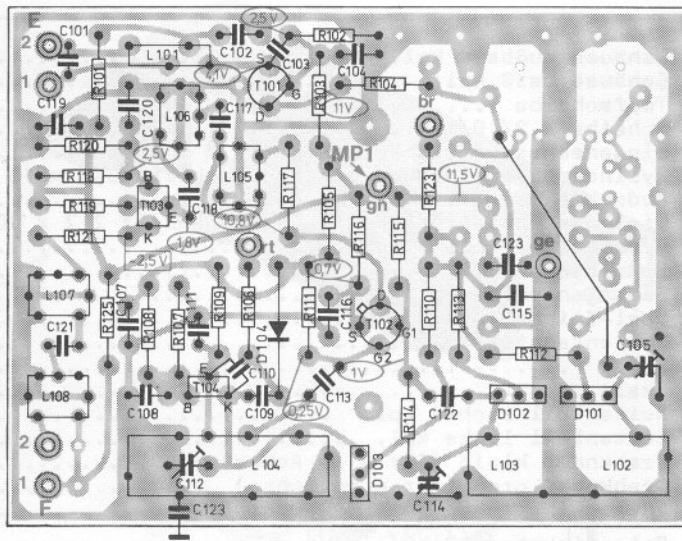 E
C101
2
R101
1
C119
L101
C102
2,5V
R102
C103
C104
S
4,1V
T101
G
D
R103
11V
R104
br
C120
L106
C117
R120
2,5V
R118
B
R119
T103
E
K
R121
C118
L105
10,8V
1,8V
R117
R105
MP1
gn
R116
R115
R123
11,5V
~2,5V
rt
0,7V
C123
ge
C115
L107
C107
R125
C121
R108
R107
C111
R109
R106
D104
R111
C116
D
T102
S
G1
G2
R110
R113
R112
C105
L108
E
T104
B
K
C110
C108
C109
C113
1V
0,25V
R114
C122
D102
D101
2
1
F
C112
C123
L104
D103
C114
L103
L102